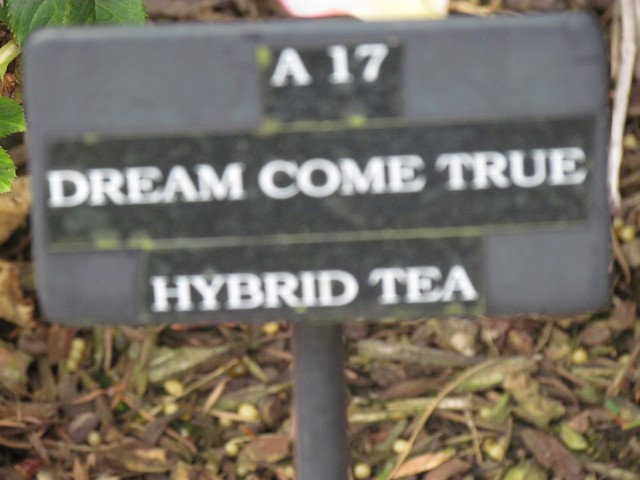 A 17
DREAM COME TRUE
HYBRID TEA